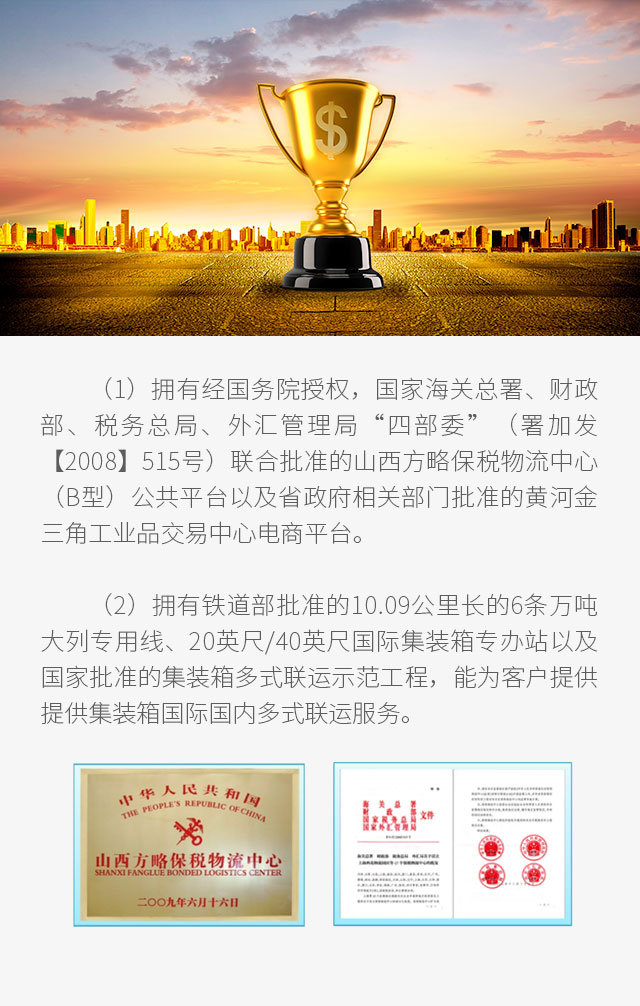 $
（1）拥有经国务院授权，国家海关总署、财政
部、税务总局、外汇管理局“四部委”（署加发
【2008】515号）联合批准的山西方略保税物流中心
（B型）公共平台以及省政府相关部门批准的黄河金
三角工业品交易中心电商平台。
（2）拥有铁道部批准的10.09公里长的6条万吨
大列专用线、20英尺/40英尺国际集装箱专办站以及
国家批准的集装箱多式联运示范工程，能为客户提供
提供集装箱国际国内多式联运服务。
中华人民共和国
THE PEOPLE'S REPUBLIC OF CHINA
山西方略保税物流中心
SHANXI FANGLUE BONDED LOGISTICS CENTER
二〇〇九年六月十六日
海关总署
财政部
国家税务总局
国家外汇管理局
文件